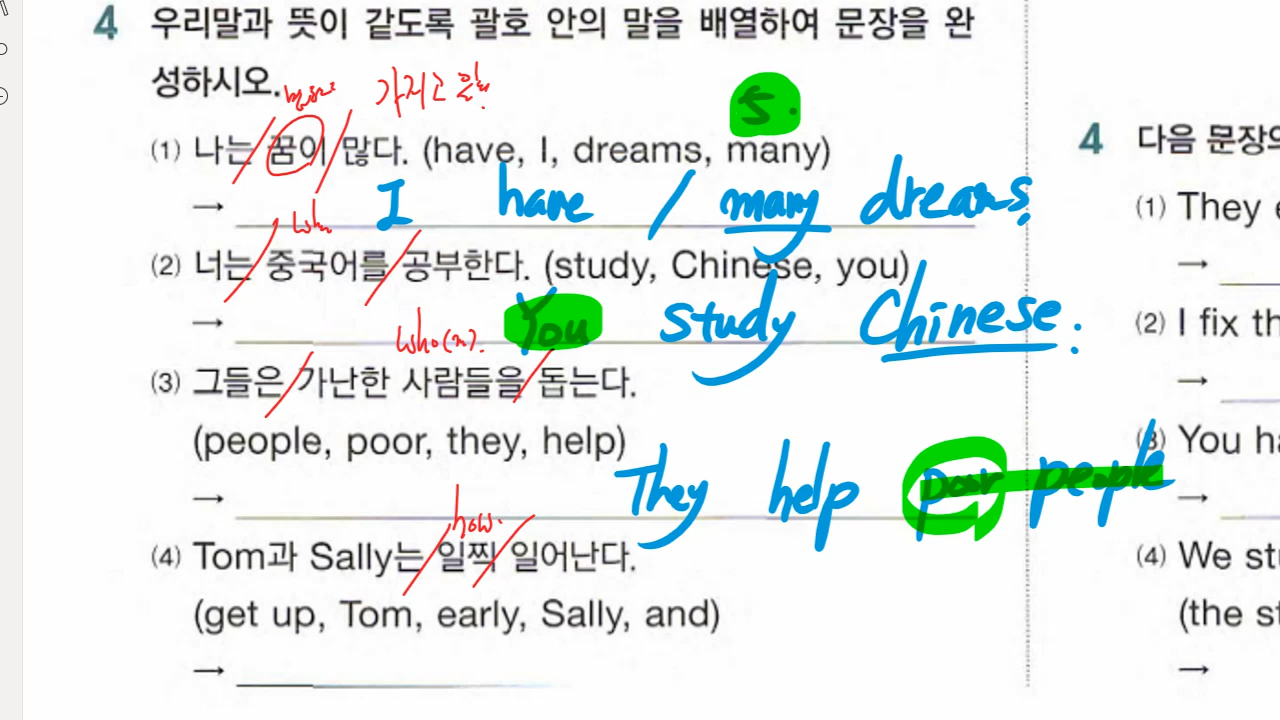 4 우리말과 뜻이 같도록 괄호 안의 말을 배열하여 문장을 완
성하시오.
가지고 있
S.
(1) 나는 / 꿈이 / 많다. (have, I, dreams, many)
→ I have / many dreams.
(2) 너는 / 중국어를 / 공부한다. (study, Chinese, you)
→ You study Chinese.
who(x).
(3) 그들은 / 가난한 사람들을 / 돕는다.
(people, poor, they, help)
→ They help poor people
how.
(4) Tom과 Sally는 / 일찍 / 일어난다.
(get up, Tom, early, Sally, and)
→
4 다음 문장의
(1) They
→
(2) I fix th
→
(3) You ha
→
(4) We stu
(the st
→